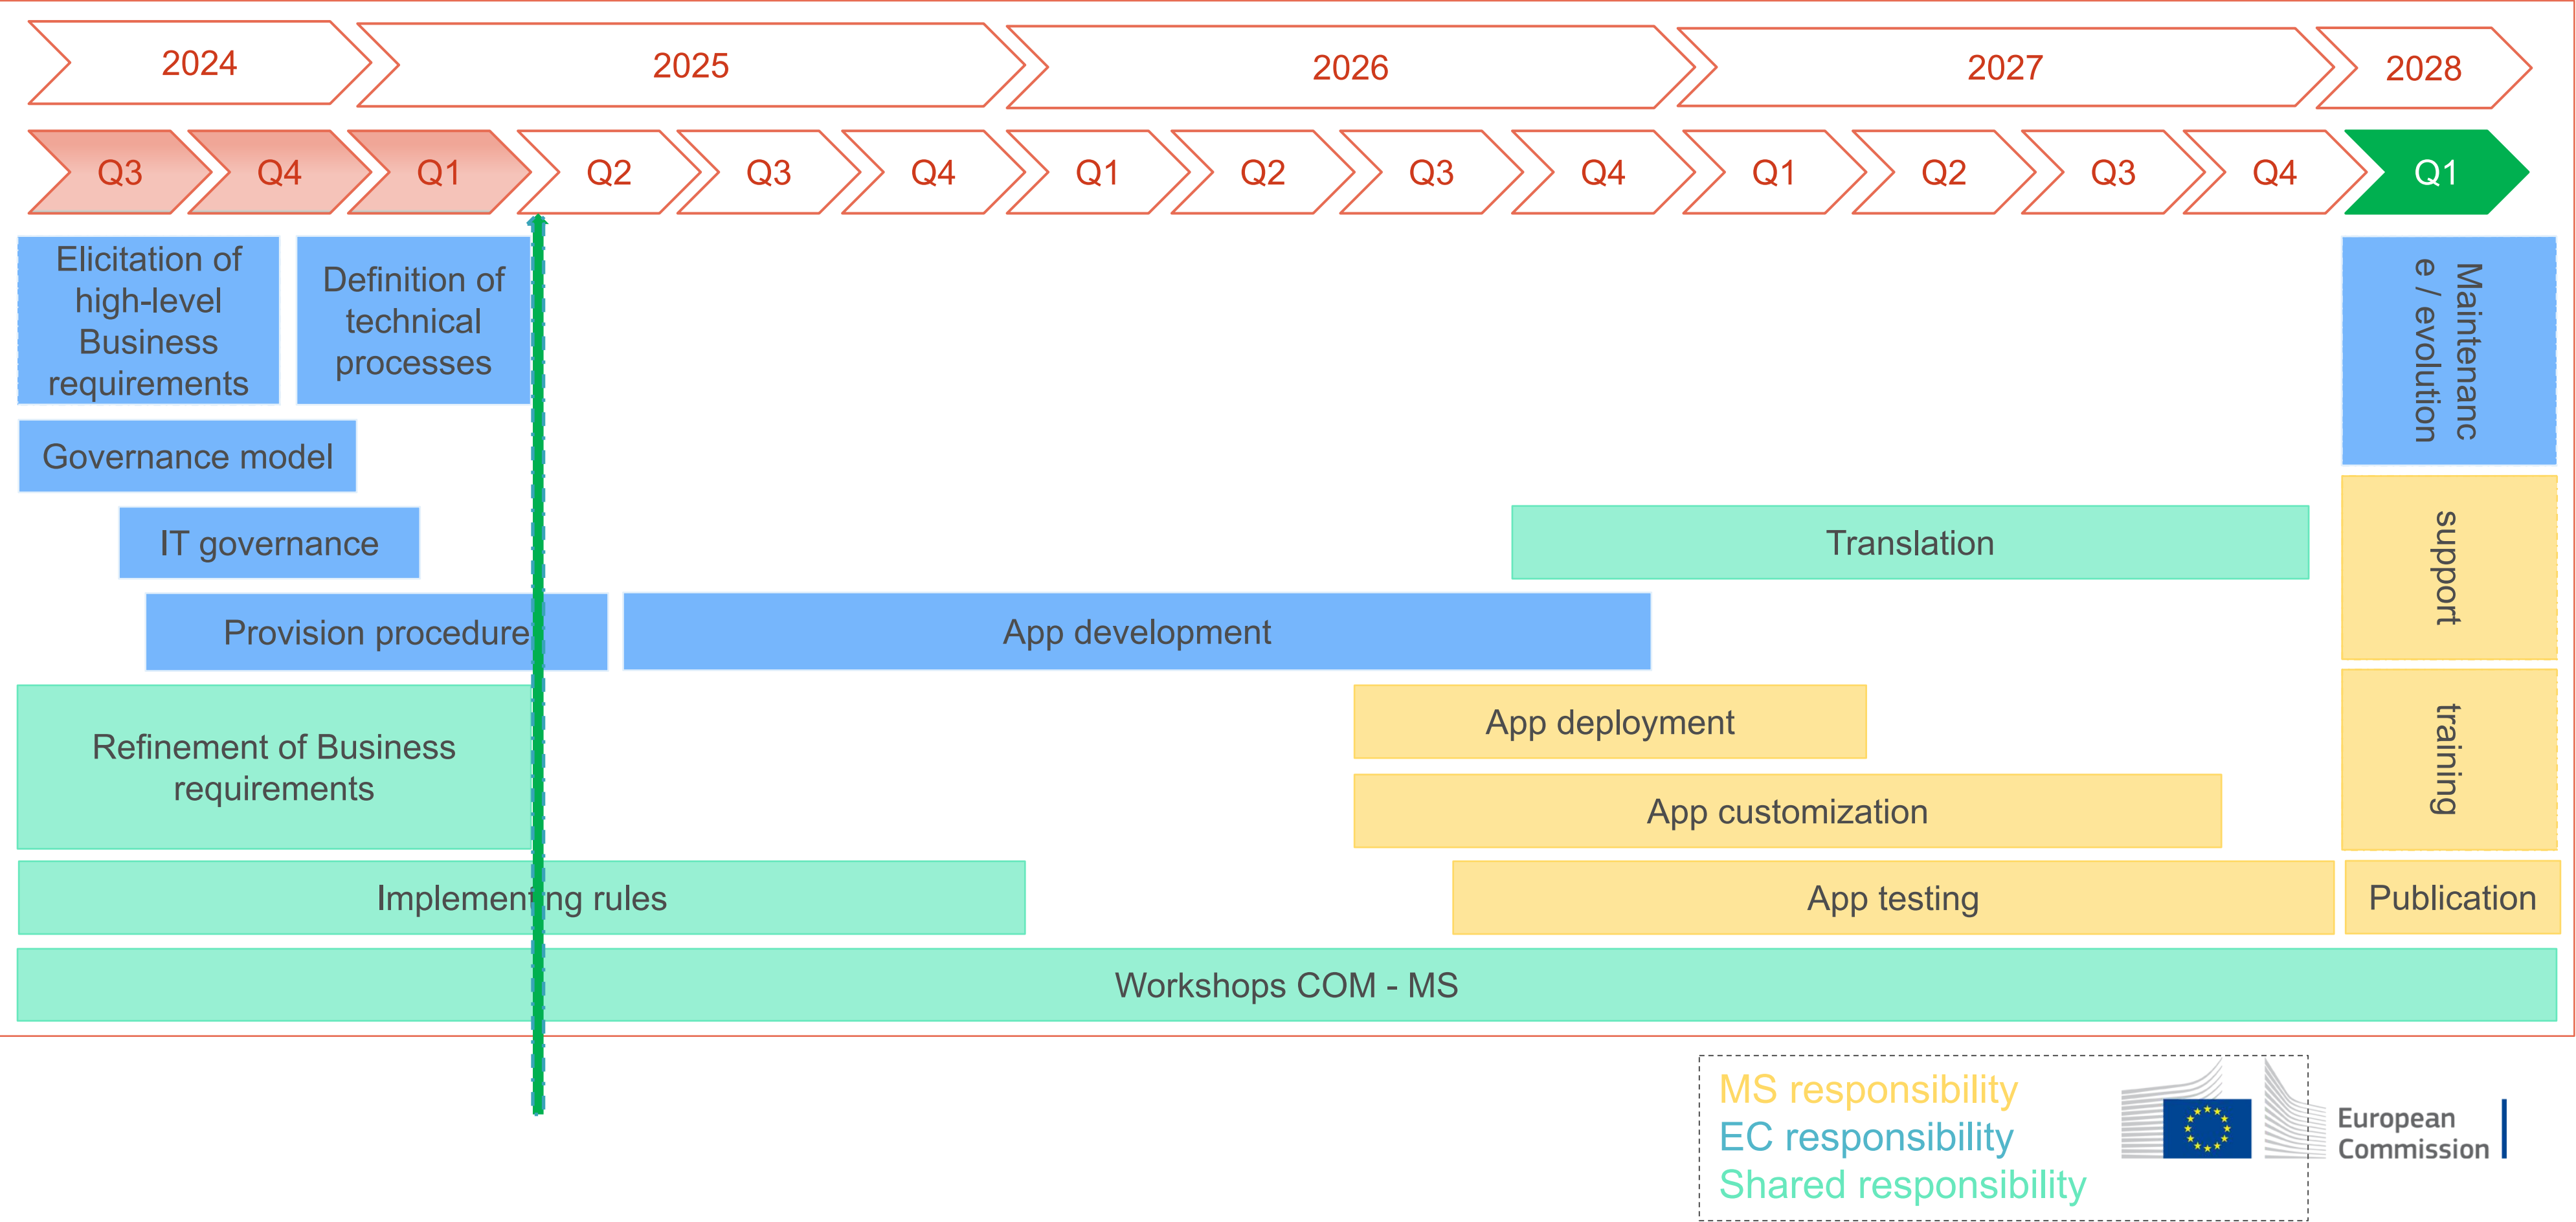 2024
2025
2026
2027
2028
Q3
Q4
Q1
Q2
Q3
Q4
Q1
Q2
Q3
Q4
Q1
Q2
Q3
Q4
Q1
Elicitation of
high-level
Business
requirements
Definition of
technical
processes
Maintenanc
e / evolution
Governance model
IT governance
Translation
support
Provision procedure
App development
Refinement of Business
requirements
App deployment
training
App customization
Implementing rules
App testing
Publication
Workshops COM - MS
MS responsibility
EC responsibility
Shared responsibility
European
Commission